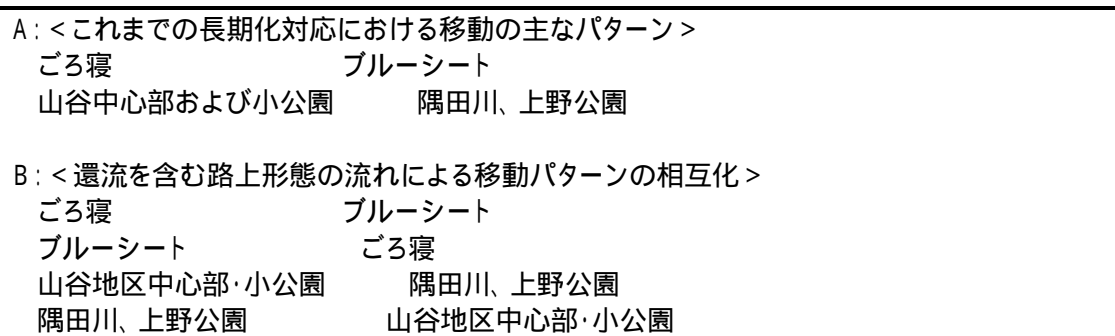 A:<これまでの長期化対応における移動の主なパターン>
ごろ寝 ブルーシート
山谷中心部および小公園 隅田川、上野公園
B:<還流を含む路上形態の流れによる移動パターンの相互化>
ごろ寝 ブルーシート
ブルーシート ごろ寝
山谷地区中心部・小公園 隅田川、上野公園
隅田川、上野公園 山谷地区中心部・小公園